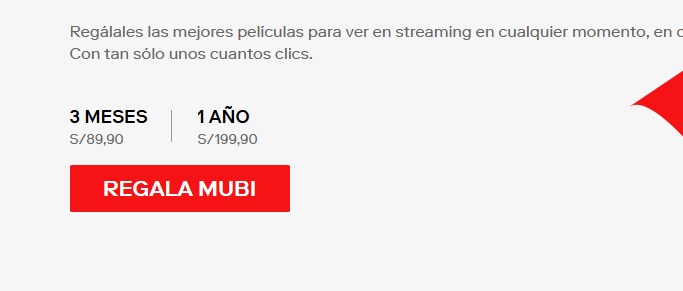 Regálales las mejores películas para ver en streaming en cualquier momento, en
Con tan sólo unos cuantos clics.
3 MESES
1 AÑO
S/89,90
S/199,90
REGALA MUBI